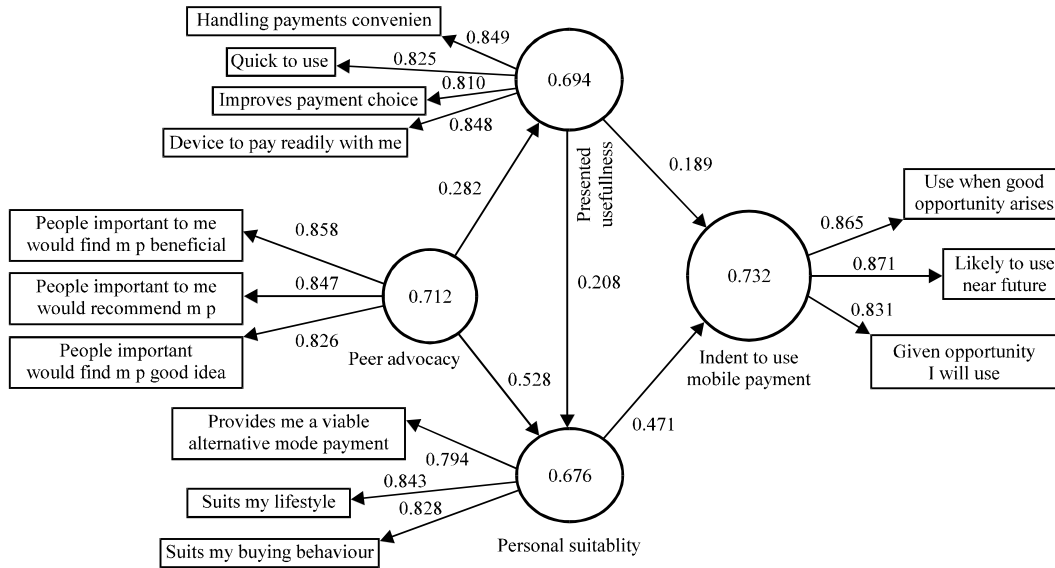 Handling payments convenien
0.849
Quick to use
0.825
0.694
0.810
Improves payment choice
0.848
Device to pay readily with me
Presented
usefullness
0.282
0.189
0.208
People important to me
would find m p beneficial
0.858
People important to me
would recommend m p
0.847
0.712
0.826
People important
would find m p good idea
Peer advocacy
0.732
Indent to use
mobile payment
0.865
Use when good
opportunity arises
0.871
Likely to use
near future
0.831
Given opportunity
I will use
0.528
0.471
Provides me a viable
alternative mode payment
0.794
0.676
0.843
Suits my lifestyle
0.828
Suits my buying behaviour
Personal suitablity